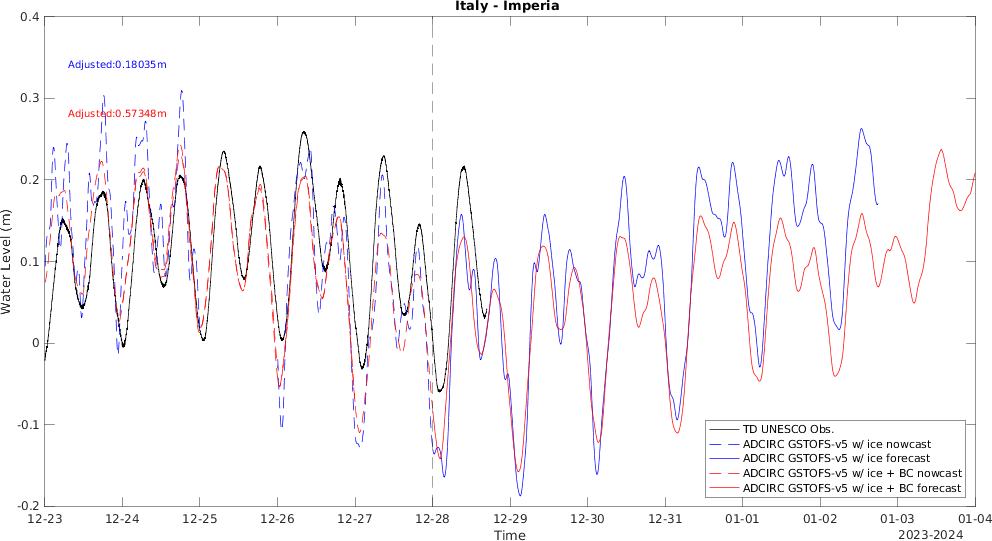 Italy - Imperia
Adjusted:0.18035m
Adjusted:0.57348m
Water Level (m)
0.4
0.3
0.2
0.1
0
-0.1
-0.2
TD UNESCO Obs.
ADCIRC GSTOFS-v5 w/ ice nowcast
ADCIRC GSTOFS-v5 w/ ice forecast
ADCIRC GSTOFS-v5 w/ ice + BC nowcast
ADCIRC GSTOFS-v5 w/ ice + BC forecast
12-23 12-24 12-25 12-26 12-27 12-28 12-29 12-30 12-31 01-01 01-02 01-03 01-04
Time
2023-2024